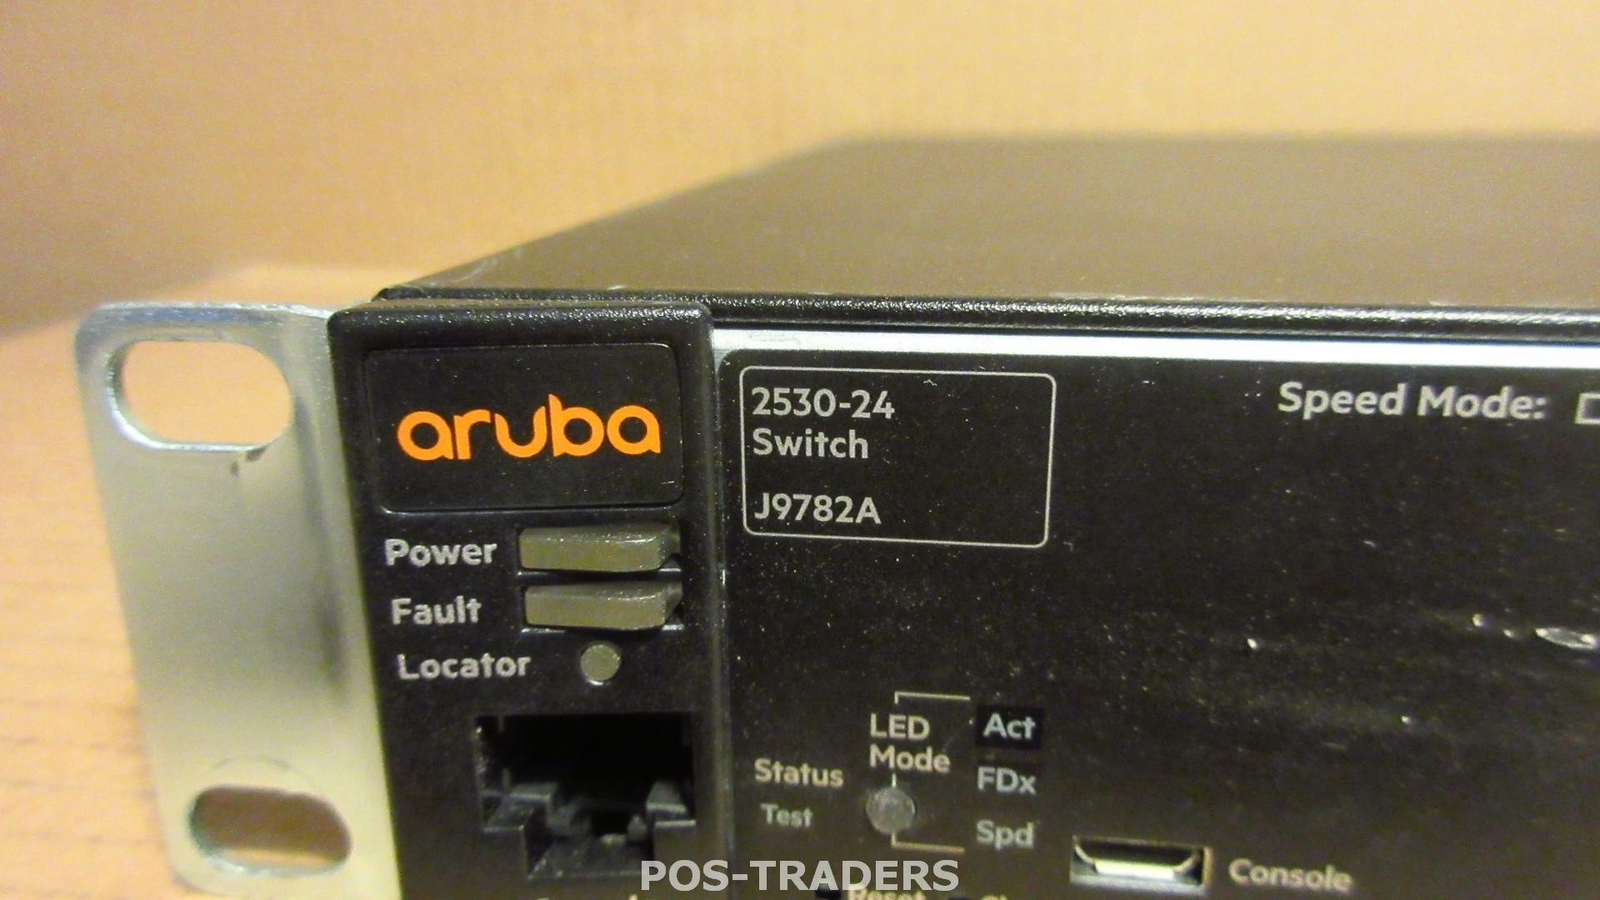 aruba
2530-24
Switch
J9782A
Speed Mode:
Power
Fault
Locator
LED
Mode
Act
FDx
Spd
Status
Test
Console
Reset
POS-TRADERS